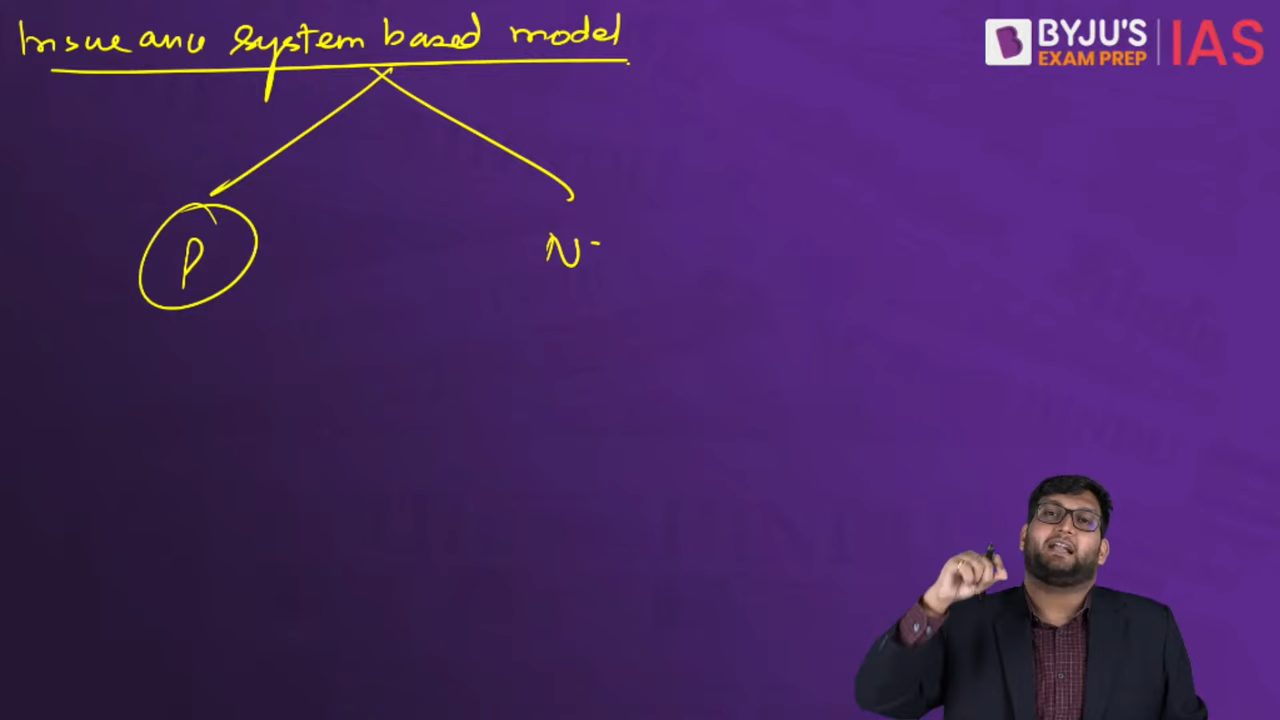 Insurance system based model
BYJU'S
EXAM PREP
IAS
P
N-